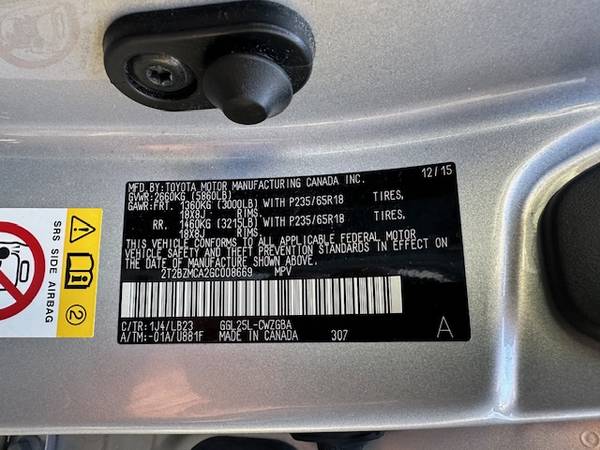 MFD.BY:TOYOTA MOTOR MANUFACTURING CANADA INC. 12/15
GVWR:2660KG (5860LB)
GAWR:FRT. 1360KG (3000LB) WITH P235/65R18 TIRES,
18X8J RIMS.
RR. 1460KG (3215LB) WITH P235/65R18 TIRES,
18X8J RIMS.
THIS VEHICLE CONFORMS TO ALL APPLICABLE FEDERAL MOTOR
VEHICLE SAFETY AND THEFT PREVENTION STANDARDS IN EFFECT ON
THE DATE OF MANUFACTURE SHOWN ABOVE.
2T2BZMCA2GC008669 MPV
C/TR:1J4/LB23 GGL25L-CWZGBA
A/TM:-01A/U881F MADE IN CANADA 307 A
SRS SIDE AIRBAG
2